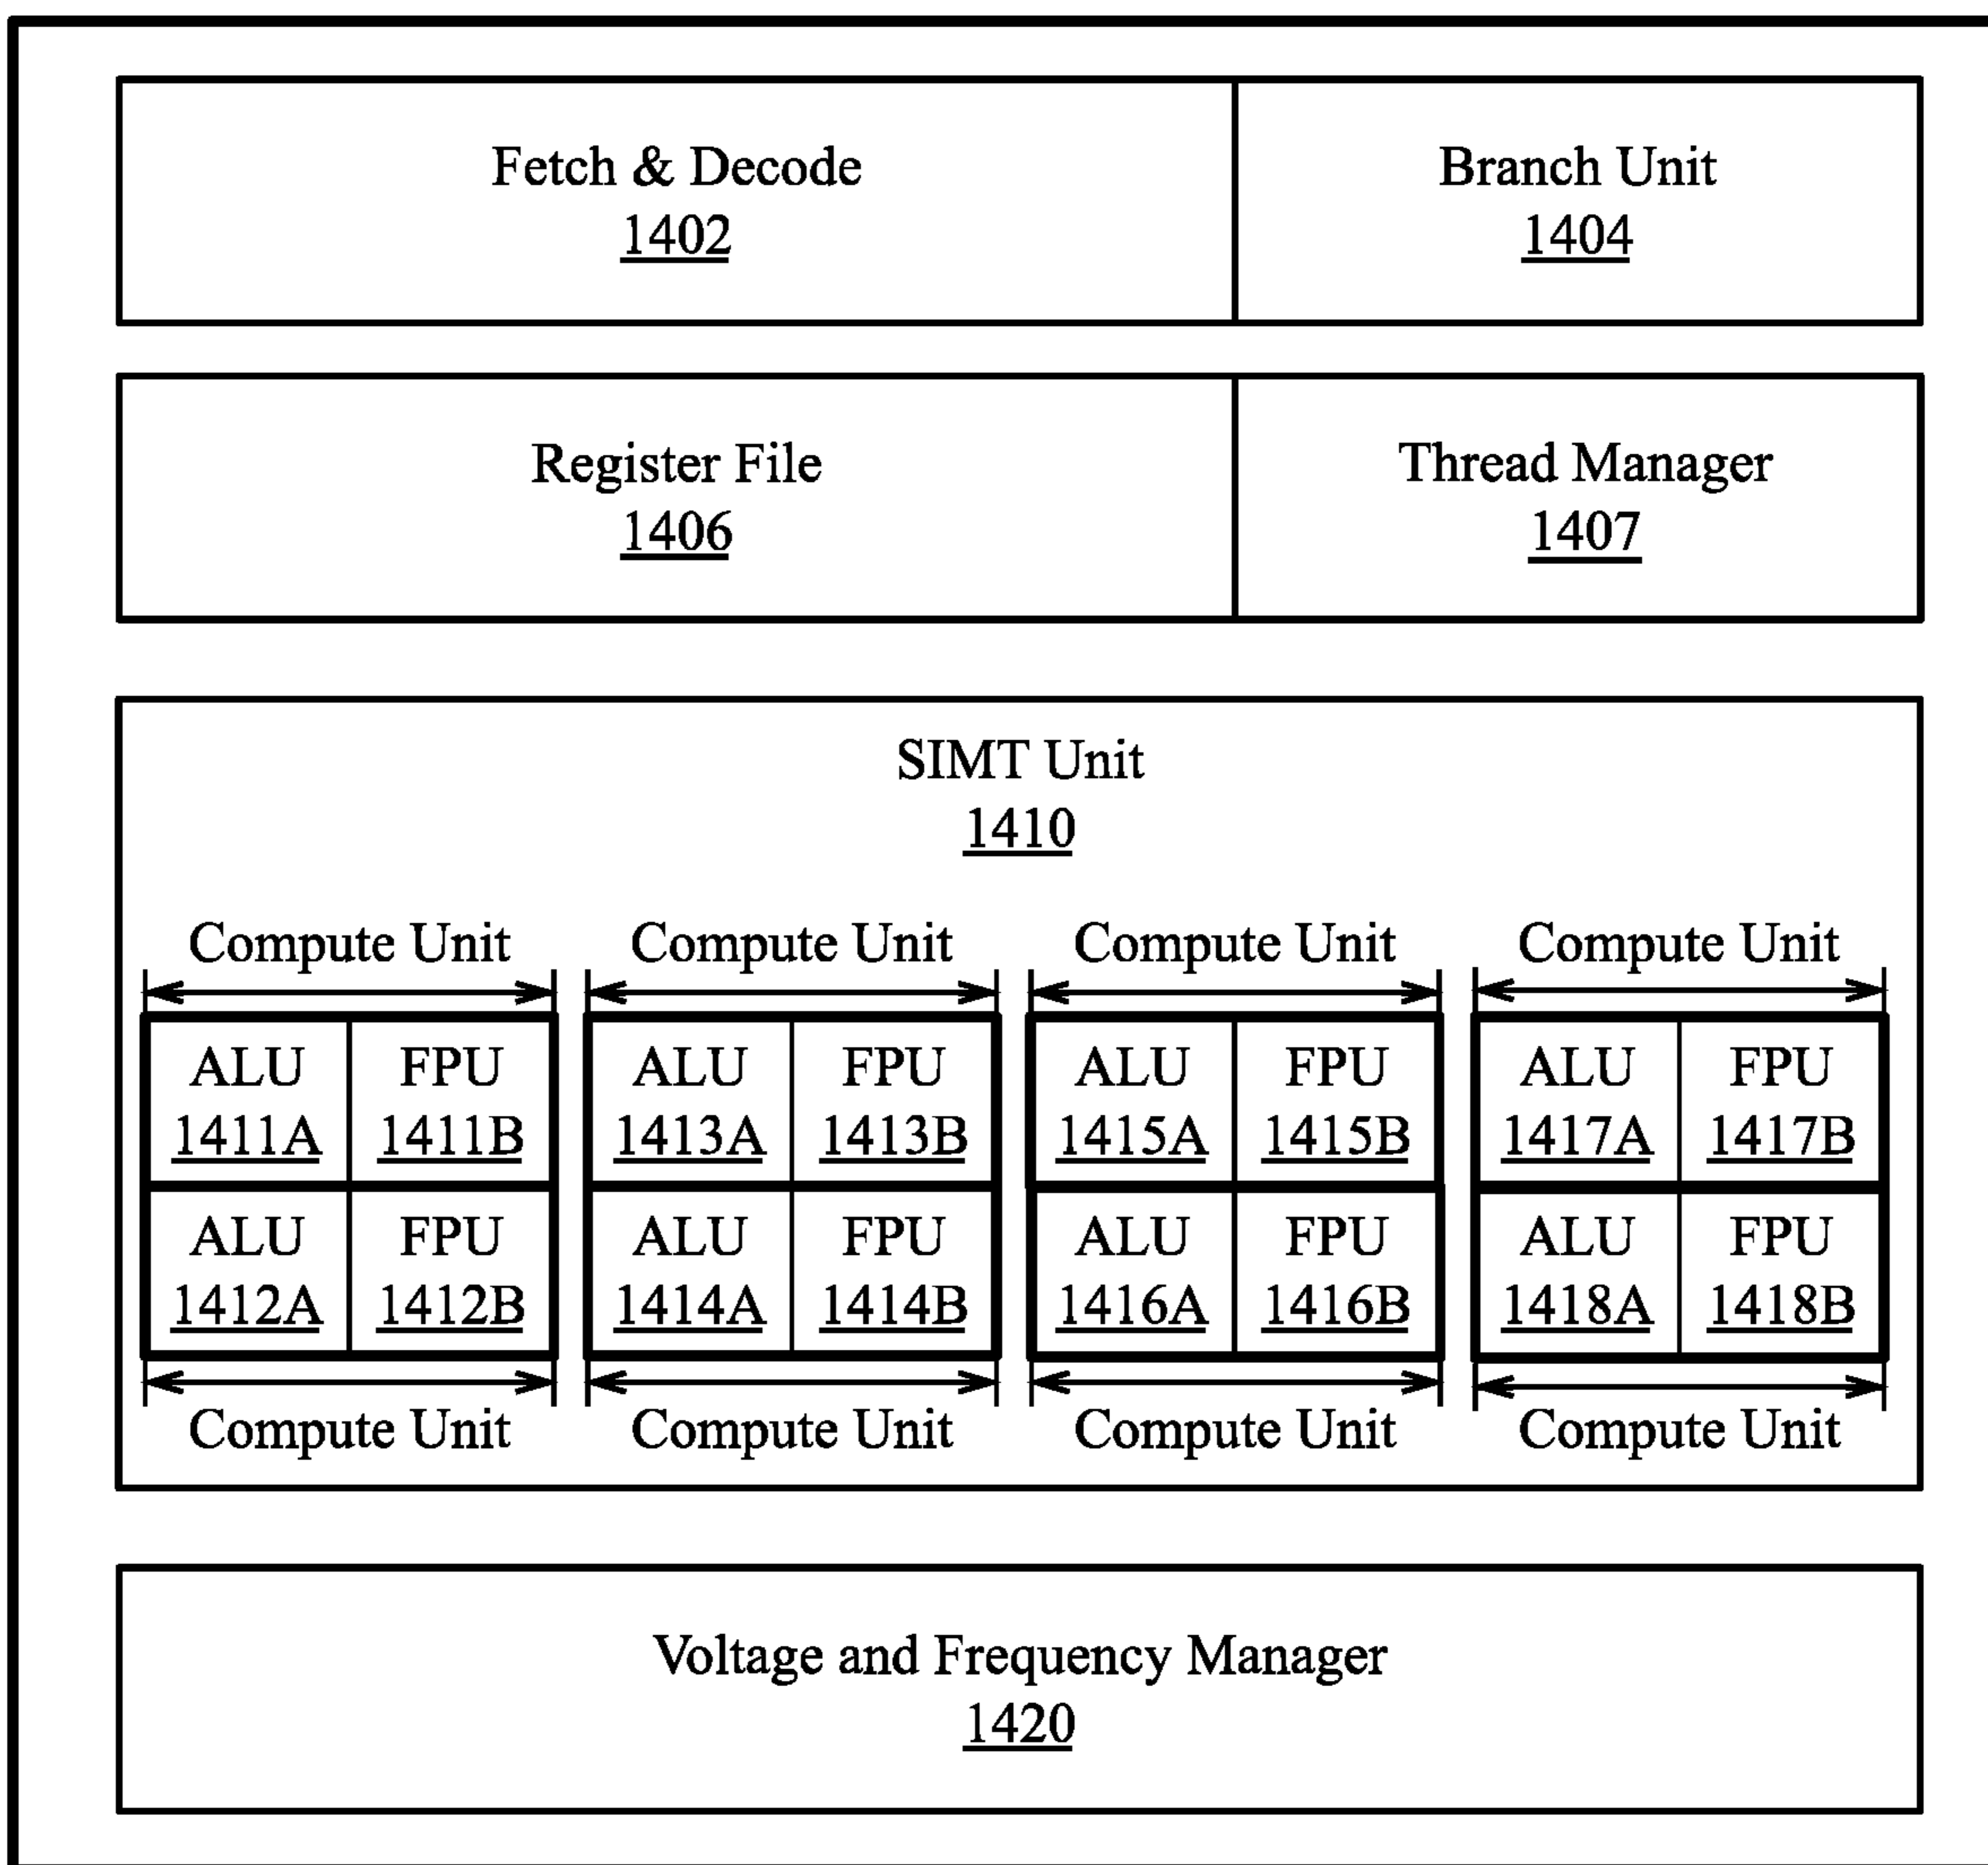 Fetch & Decode
1402
Branch Unit
1404
Register File
1406
Thread Manager
1407
SIMT Unit
1410
Compute Unit Compute Unit Compute Unit Compute Unit
ALU FPU ALU FPU ALU FPU ALU FPU
1411A 1411B 1413A 1413B 1415A 1415B 1417A 1417B
ALU FPU ALU FPU ALU FPU ALU FPU
1412A 1412B 1414A 1414B 1416A 1416B 1418A 1418B
Compute Unit Compute Unit Compute Unit Compute Unit
Voltage and Frequency Manager
1420